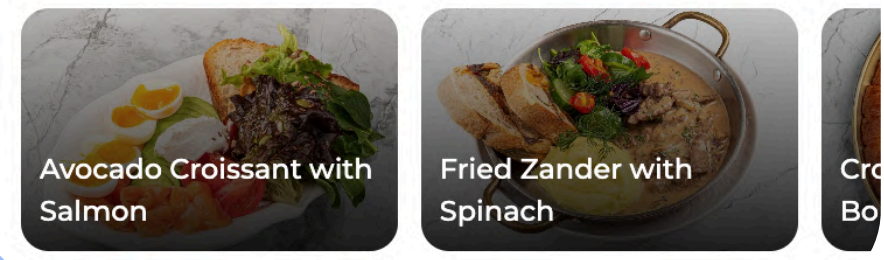 Avocado Croissant with
Salmon
Fried Zander with
Spinach